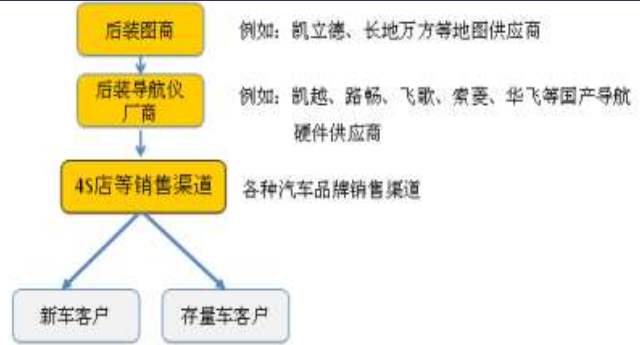 后装图商
例如：凯立德、长地万方等地图供应商
后装导航仪
厂商
例如：凯越、路畅、飞歌、索菱、华飞等国产导航
硬件供应商
4S店等销售渠道
各种汽车品牌销售渠道
新车客户
存量车客户